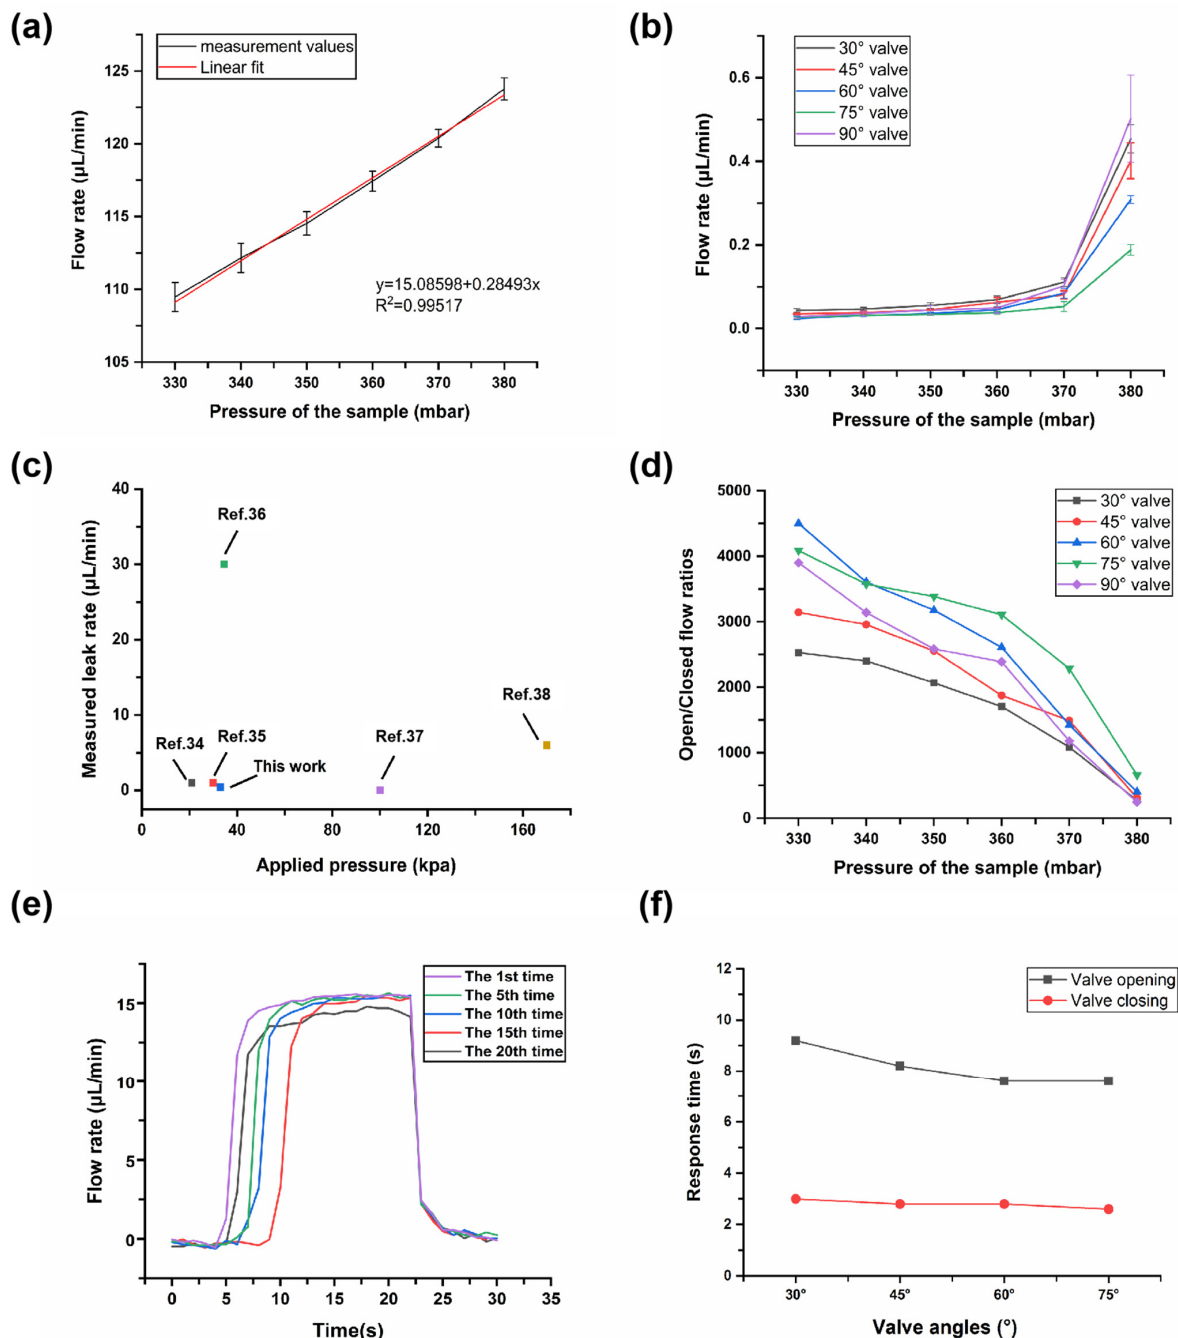 (a)
measurement values
Linear fit
125
120
115
110
105
Flow rate (µL/min)
y=15.08598+0.28493x
R²=0.99517
330 340 350 360 370 380
Pressure of the sample (mbar)
(b)
30° valve
45° valve
60° valve
75° valve
90° valve
0.6
0.4
0.2
0.0
Flow rate (µL/min)
330 340 350 360 370 380
Pressure of the sample (mbar)
(c)
40
30
20
10
0
Measured leak rate (µL/min)
Ref.36
Ref.38
Ref.34
Ref.35
Ref.37
This work
0 40 80 120 160
Applied pressure (kpa)
(d)
30° valve
45° valve
60° valve
75° valve
90° valve
5000
4000
3000
2000
1000
0
Open/Closed flow ratios
330 340 350 360 370 380
Pressure of the sample (mbar)
(e)
The 1st time
The 5th time
The 10th time
The 15th time
The 20th time
15
10
5
0
Flow rate (µL/min)
0 5 10 15 20 25 30 35
Time(s)
(f)
Valve opening
Valve closing
12
10
8
6
4
2
0
Response time (s)
30° 45° 60° 75°
Valve angles (°)